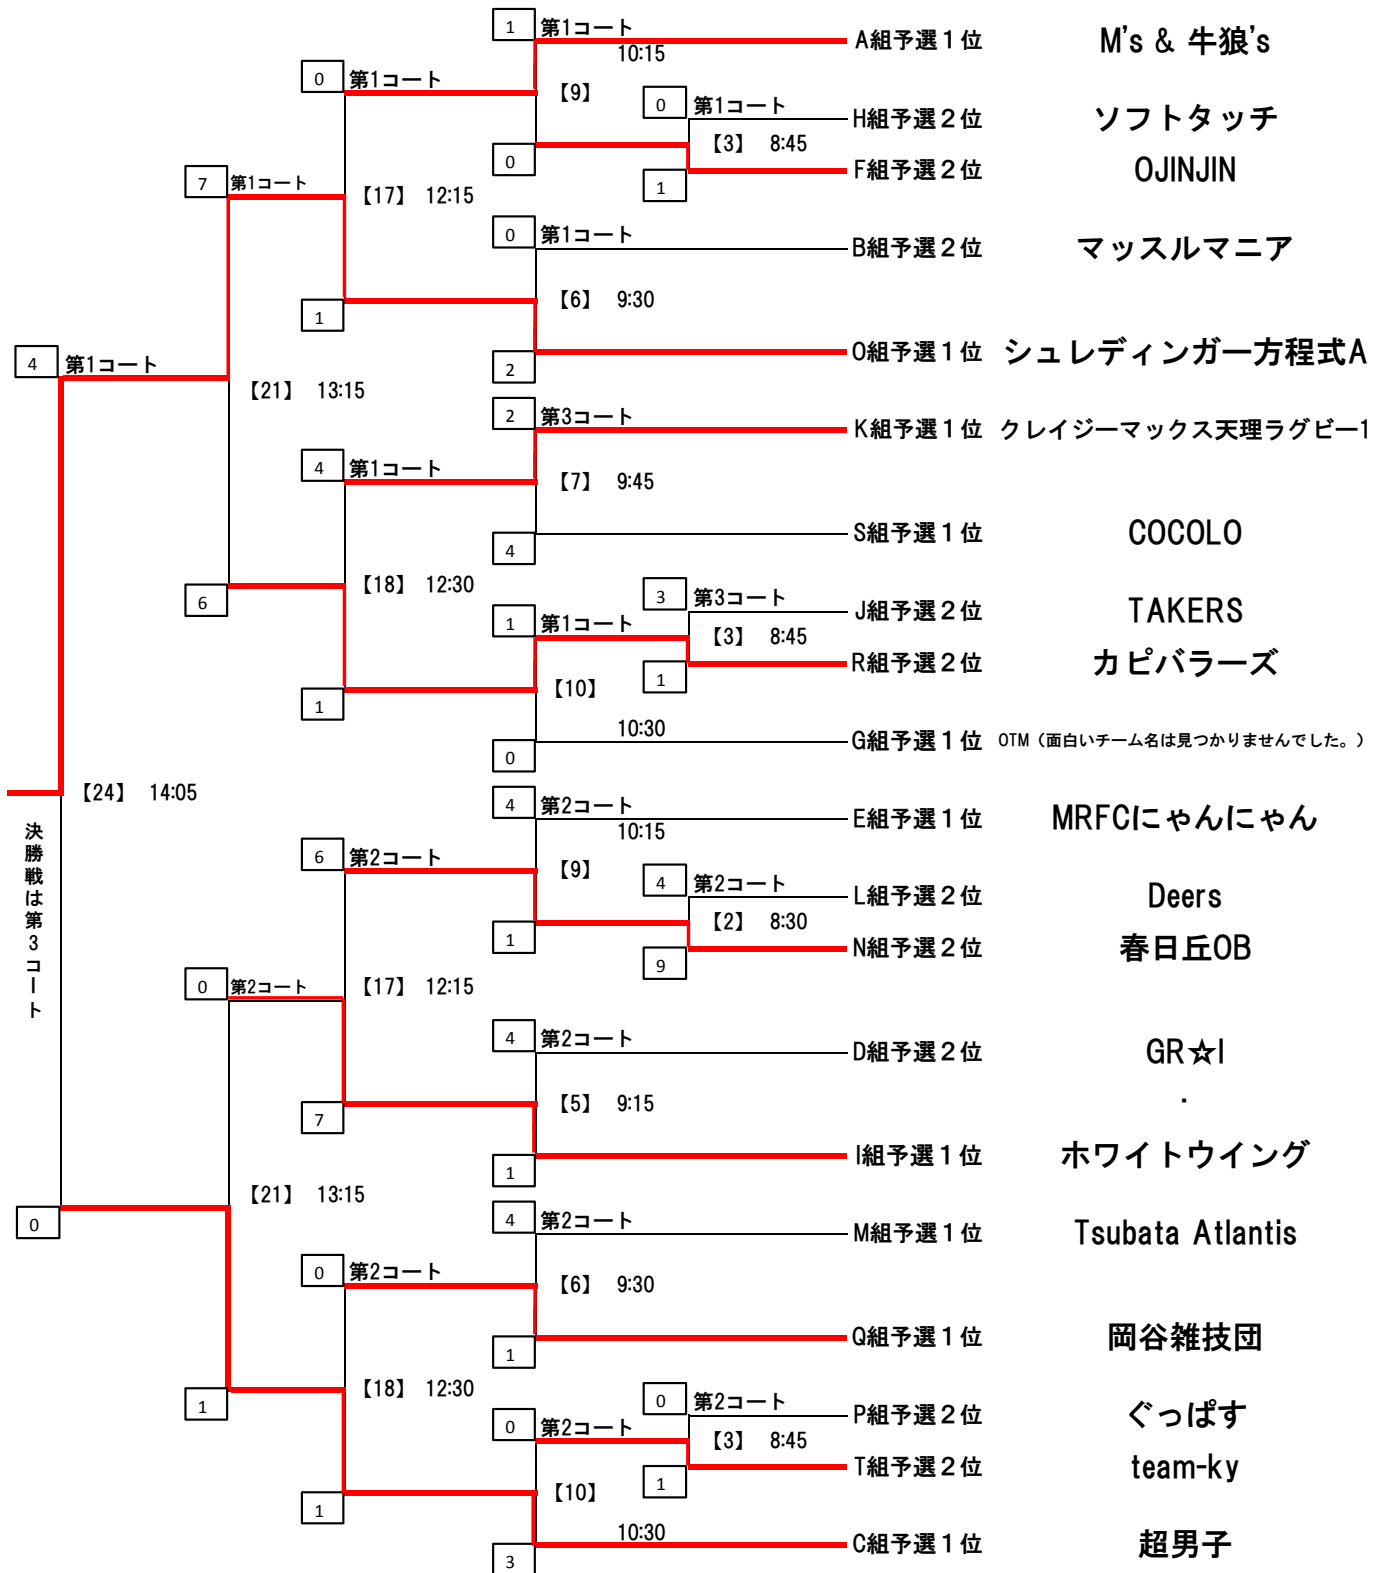 1 第1コート
A組予選１位 M's & 牛狼's
10:15
0 第1コート
【9】
0 第1コート
H組予選２位 ソフトタッチ
【3】 8:45
0
F組予選２位 OJINJIN
1
7 第1コート
【17】 12:15
0 第1コート
B組予選２位 マッスルマニア
【6】 9:30
1
O組予選１位 シュレディンガー方程式A
2
4 第1コート
【21】 13:15
2 第3コート
K組予選１位 クレイジーマックス天理ラグビー1
4 第1コート
【7】 9:45
S組予選１位 COCOLO
4
【18】 12:30
6
3 第3コート
J組予選２位 TAKERS
1 第1コート
【3】 8:45
R組予選２位 カピバラーズ
1
1
【10】
10:30
G組予選１位 OTM（面白いチーム名は見つかりませんでした。）
0
【24】 14:05
決勝戦は第3コート
4 第2コート
E組予選１位 MRFCにゃんにゃん
10:15
6 第2コート
【9】
4 第2コート
L組予選２位 Deers
【2】 8:30
1
N組予選２位 春日丘OB
9
0 第2コート
【17】 12:15
4 第2コート
D組予選２位 GR☆I
.
【5】 9:15
7
I組予選１位 ホワイトウイング
1
【21】 13:15
0
4 第2コート
M組予選１位 Tsubata Atlantis
0 第2コート
【6】 9:30
Q組予選１位 岡谷雑技団
1
【18】 12:30
1
0 第2コート
P組予選２位 ぐっぱす
0 第2コート
【3】 8:45
T組予選２位 team-ky
1
【10】
1
10:30
C組予選１位 超男子
3